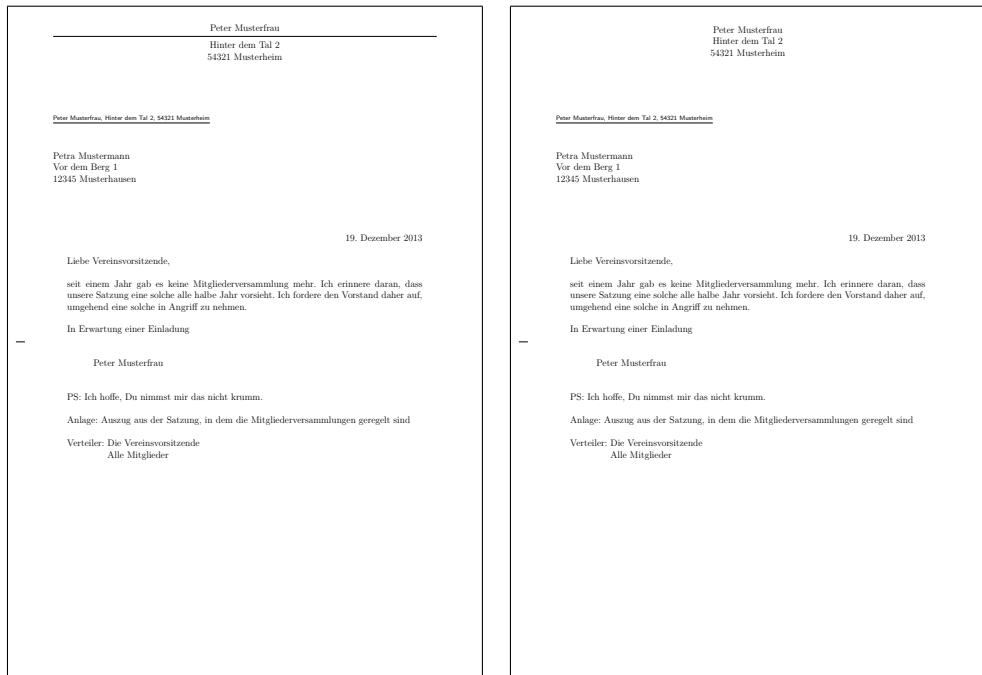 Peter Musterfrau
Hinter dem Tal 2
54321 Musterheim
Peter Musterfrau, Hinter dem Tal 2, 54321 Musterheim
Petra Mustermann
Vor dem Berg 1
12345 Musterhausen
19. Dezember 2013
Liebe Vereinsvorsitzende,
seit einem Jahr gab es keine Mitgliederversammlung mehr. Ich erinnere daran, dass
unsere Satzung eine solche alle halbe Jahr vorsieht. Ich fordere den Vorstand daher auf,
umgehend eine solche in Angriff zu nehmen.
In Erwartung einer Einladung
Peter Musterfrau
PS: Ich hoffe, Du nimmst mir das nicht krumm.
Anlage: Auszug aus der Satzung, in dem die Mitgliederversammlungen geregelt sind
Verteiler: Die Vereinsvorsitzende
Alle Mitglieder
Peter Musterfrau
Hinter dem Tal 2
54321 Musterheim
Peter Musterfrau, Hinter dem Tal 2, 54321 Musterheim
Petra Mustermann
Vor dem Berg 1
12345 Musterhausen
19. Dezember 2013
Liebe Vereinsvorsitzende,
seit einem Jahr gab es keine Mitgliederversammlung mehr. Ich erinnere daran, dass
unsere Satzung eine solche alle halbe Jahr vorsieht. Ich fordere den Vorstand daher auf,
umgehend eine solche in Angriff zu nehmen.
In Erwartung einer Einladung
Peter Musterfrau
PS: Ich hoffe, Du nimmst mir das nicht krumm.
Anlage: Auszug aus der Satzung, in dem die Mitgliederversammlungen geregelt sind
Verteiler: Die Vereinsvorsitzende
Alle Mitglieder